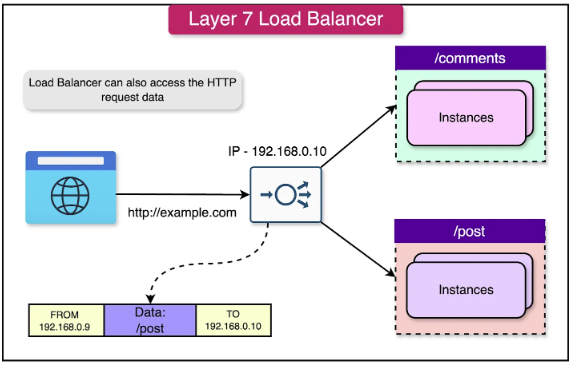 Layer 7 Load Balancer
Load Balancer can also access the HTTP
request data
/comments
Instances
IP - 192.168.0.10
http://example.com
/post
Instances
FROM
192.168.0.9
Data:
/post
TO
192.168.0.10